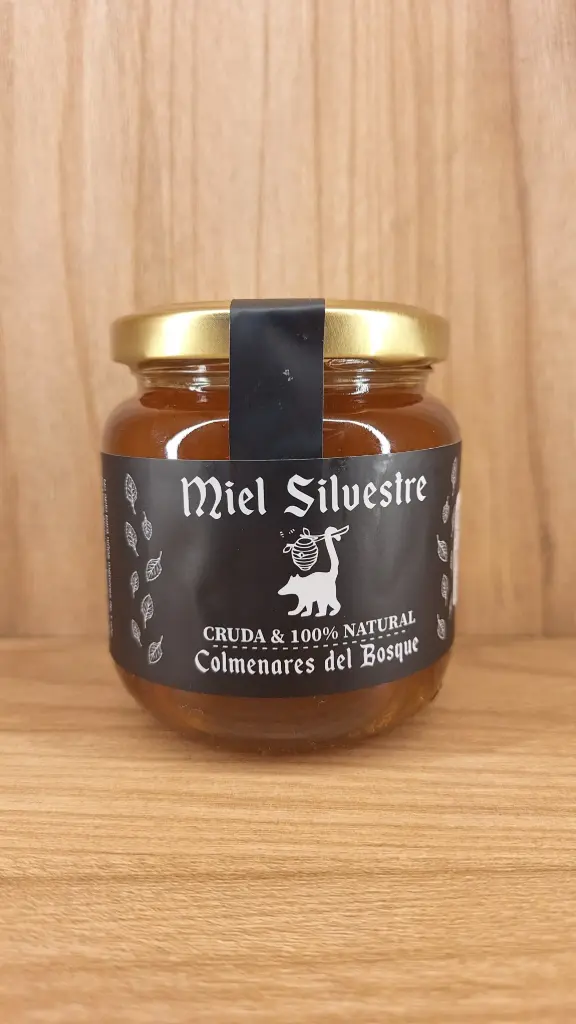 Miel Silvestre
CRUDA & 100% NATURAL
Colmenares del Bosque